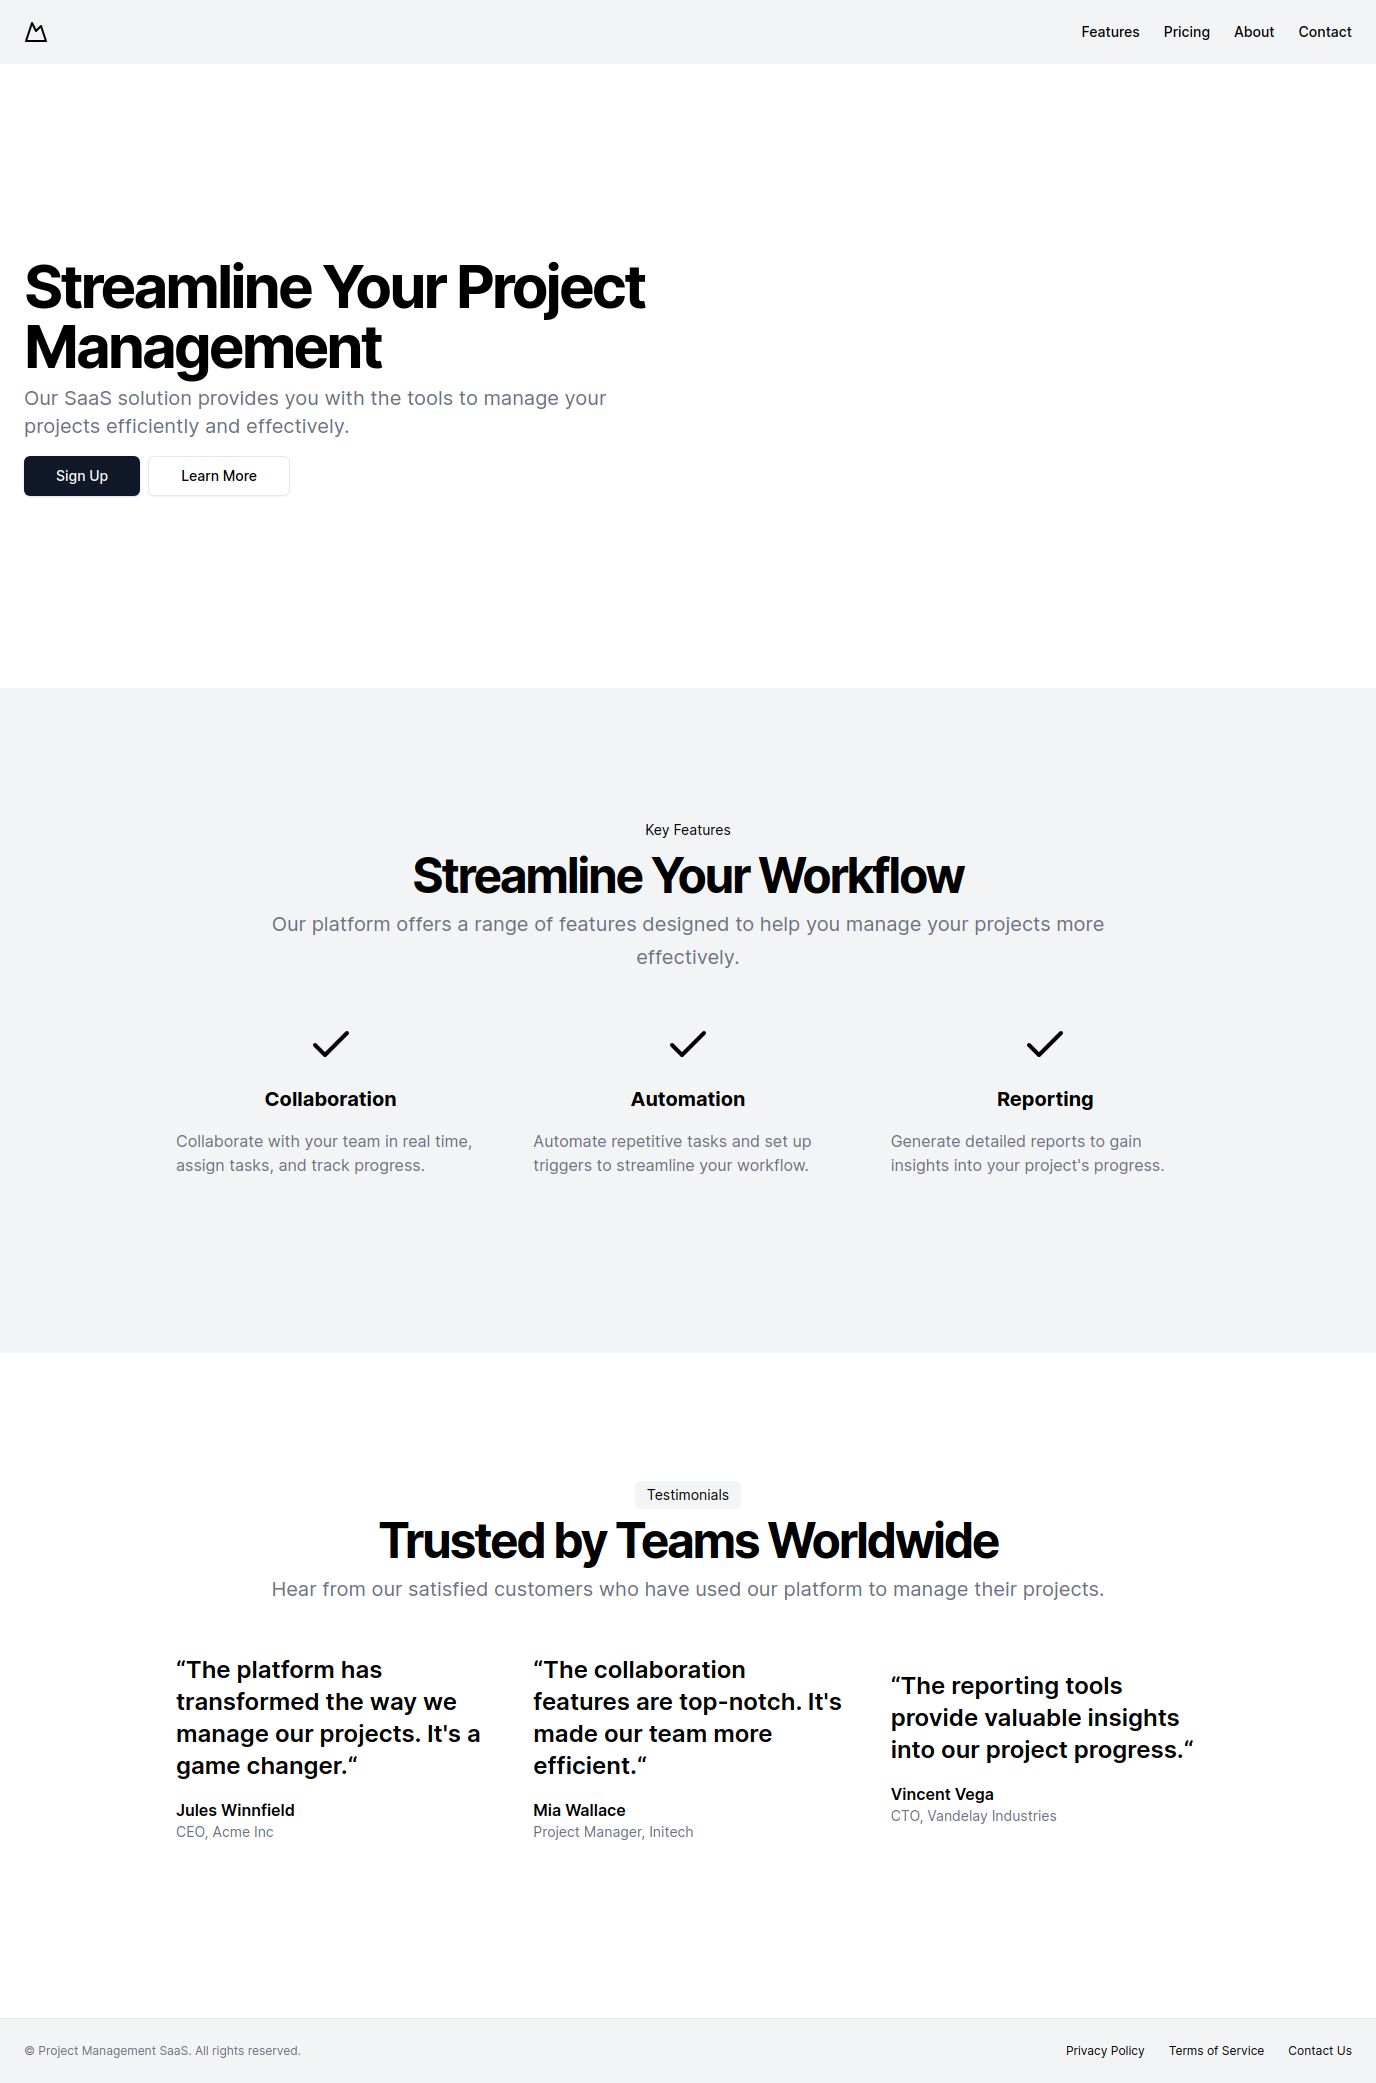 Features Pricing About Contact
Streamline Your Project
Management
Our SaaS solution provides you with the tools to manage your
projects efficiently and effectively.
Sign Up Learn More
Key Features
Streamline Your Workflow
Our platform offers a range of features designed to help you manage your projects more
effectively.
Collaboration
Collaborate with your team in real time,
assign tasks, and track progress.
Automation
Automate repetitive tasks and set up
triggers to streamline your workflow.
Reporting
Generate detailed reports to gain
insights into your project's progress.
Testimonials
Trusted by Teams Worldwide
Hear from our satisfied customers who have used our platform to manage their projects.
“The platform has
transformed the way we
manage our projects. It's a
game changer.“
Jules Winnfield
CEO, Acme Inc
“The collaboration
features are top-notch. It's
made our team more
efficient.“
Mia Wallace
Project Manager, Initech
“The reporting tools
provide valuable insights
into our project progress.“
Vincent Vega
CTO, Vandelay Industries
© Project Management SaaS. All rights reserved.
Privacy Policy Terms of Service Contact Us